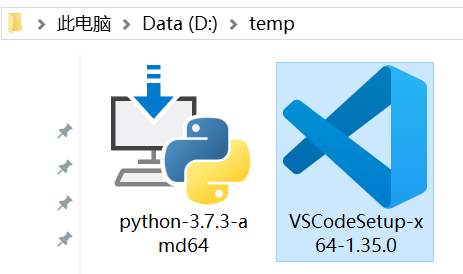 此电脑 > Data (D:) > temp
python-3.7.3-a
md64
VSCodeSetup-x
64-1.35.0